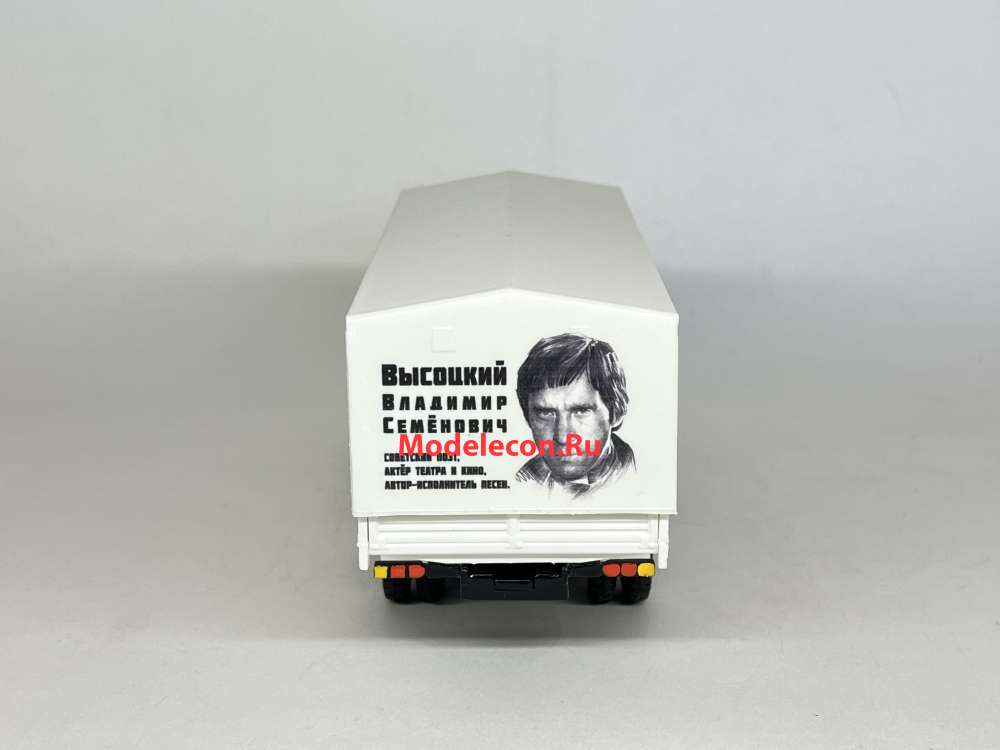 Высоцкий
Владимир
Семёнович
Modelecon.Ru
советский поэт,
актёр театра и кино,
автор-исполнитель песен.